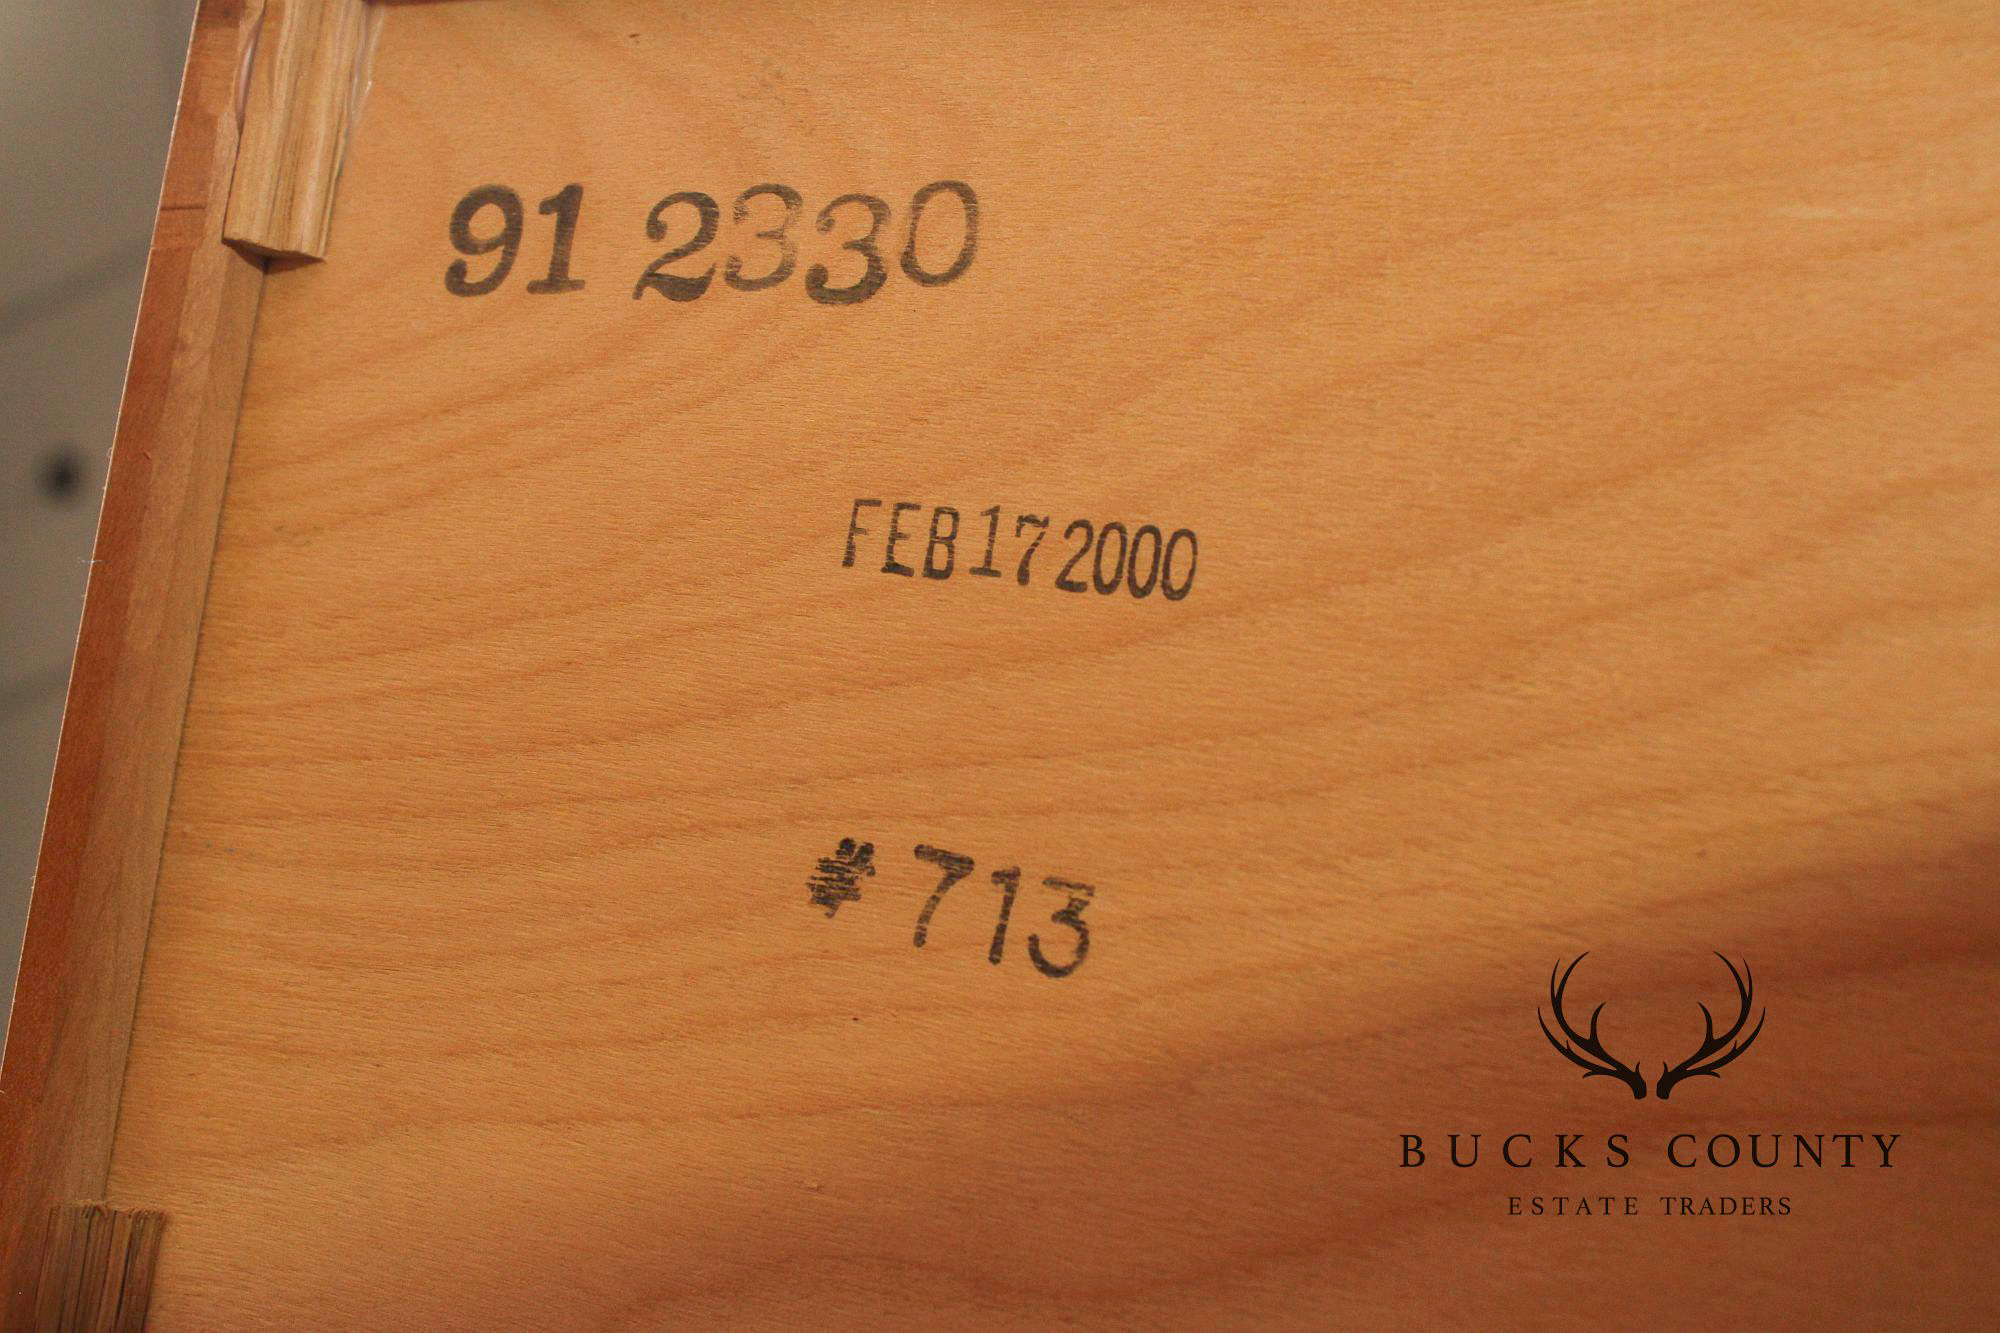 91 2330
FEB 17 2000
# 713
BUCKS COUNTY
ESTATE TRADERS